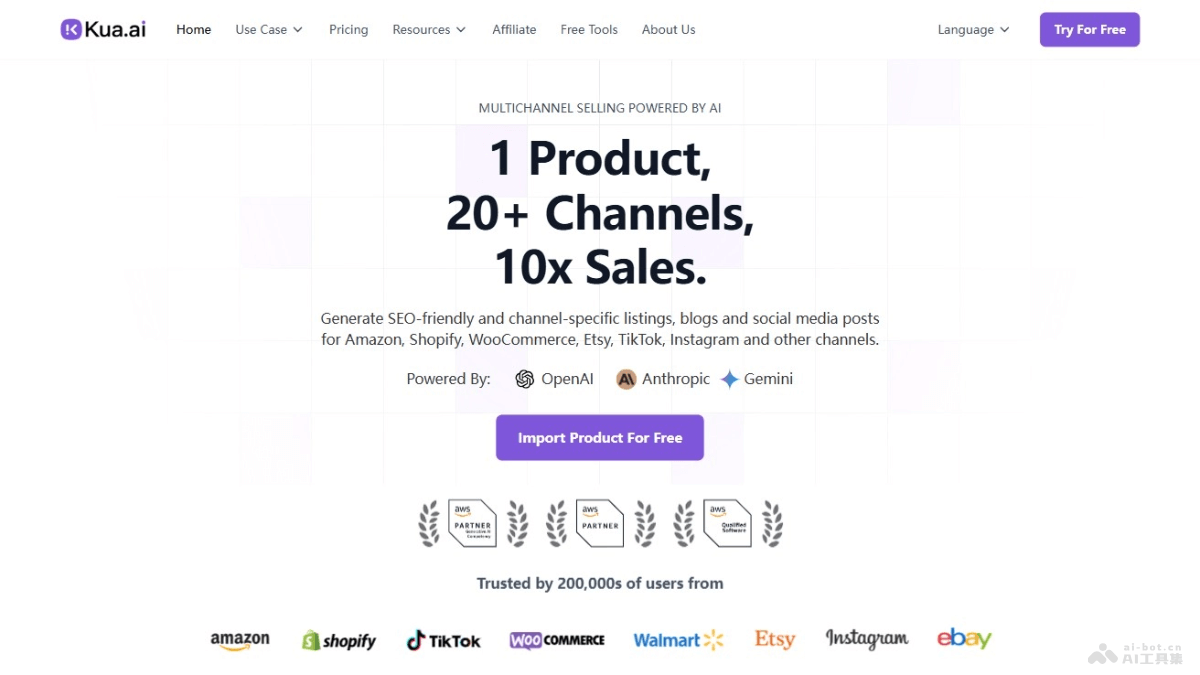 Kua.ai
Home Use Case Pricing Resources Affiliate Free Tools About Us Language Try For Free
MULTICHANNEL SELLING POWERED BY AI
1 Product,
20+ Channels,
10x Sales.
Generate SEO-friendly and channel-specific listings, blogs and social media posts
for Amazon, Shopify, WooCommerce, Etsy, TikTok, Instagram and other channels.
Powered By: OpenAI Anthropic Gemini
Import Product For Free
aws
PARTNER
aws
PARTNER
aws
Qualified
Software
Trusted by 200,000s of users from
amazon shopify TikTok WOO COMMERCE Walmart Etsy Instagram ebay
ai-bot.cn
AI工具集